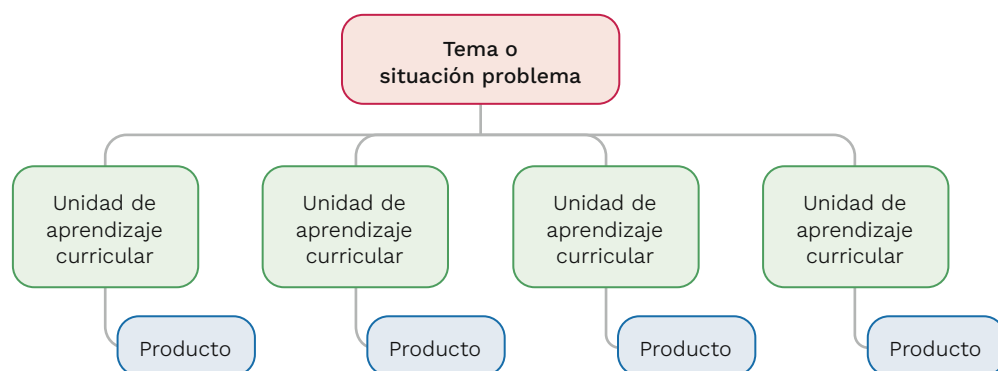 Tema o
situación problema
Unidad de
aprendizaje
curricular
Unidad de
aprendizaje
curricular
Unidad de
aprendizaje
curricular
Unidad de
aprendizaje
curricular
Producto
Producto
Producto
Producto